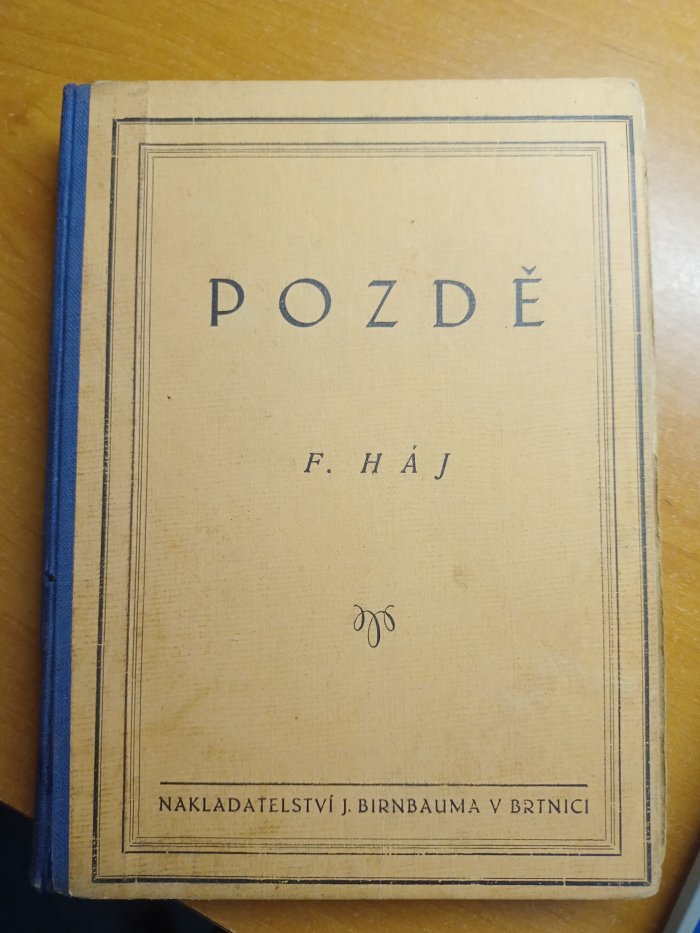 POZDĚ
F. HÁJ
NAKLADATELSTVÍ J. BIRNBAUMA V BRTNICI